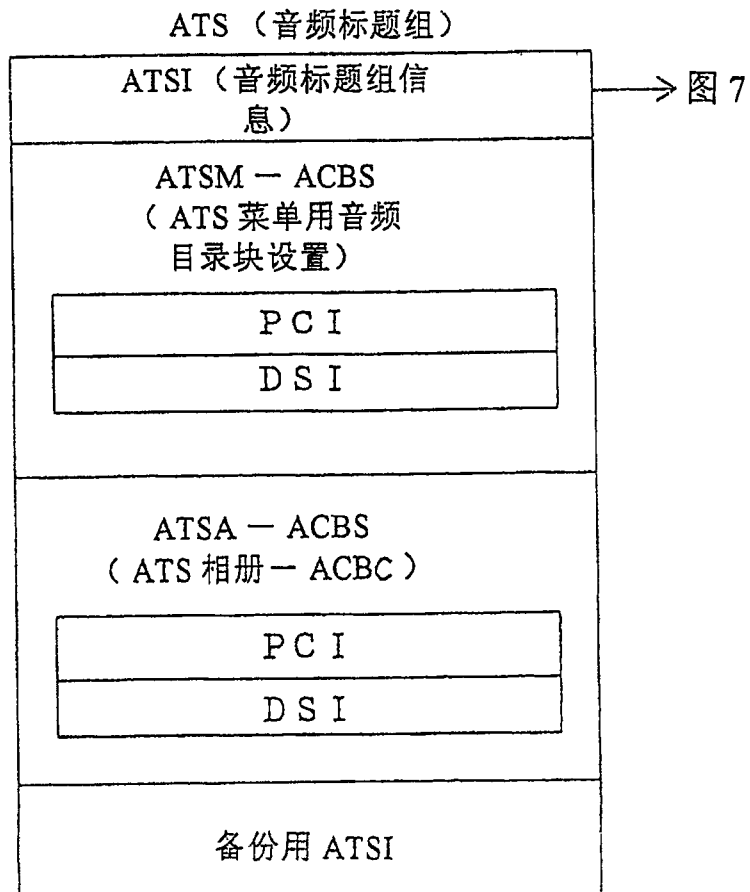 ATS（音频标题组）
ATSI（音频标题组信
息）
图 7
ATSM－ACBS
（ATS 菜单用音频
目录块设置）
PCI
DSI
ATSA－ACBS
（ATS 相册－ACBC）
PCI
DSI
备份用 ATSI